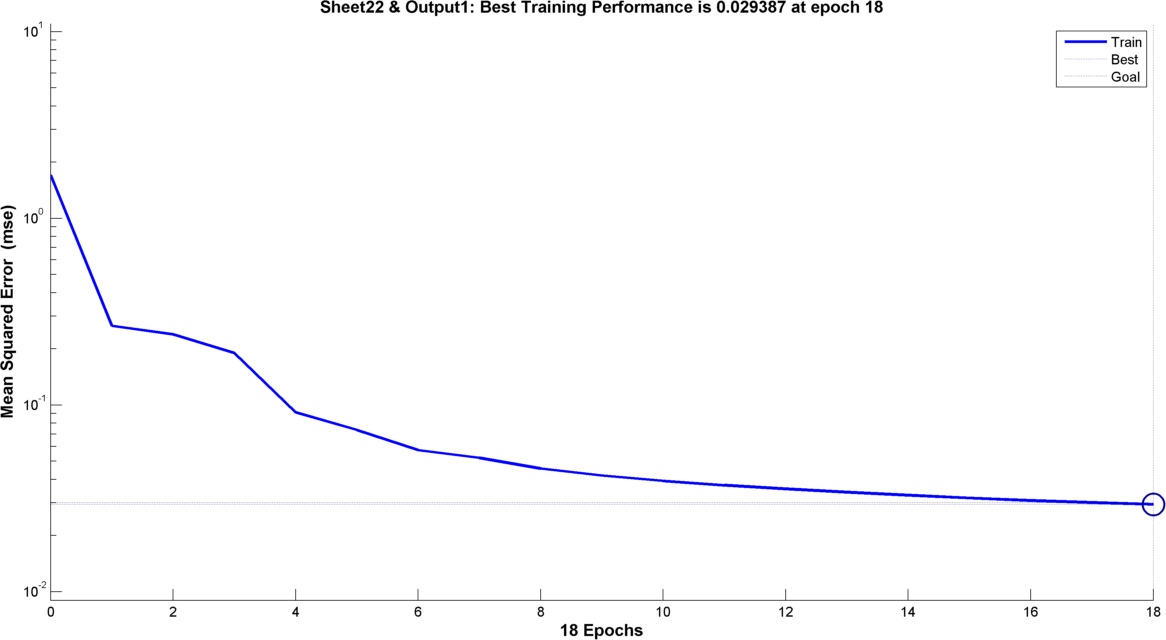 Sheet22 & Output1: Best Training Performance is 0.029387 at epoch 18
Train
Best
Goal
Mean Squared Error (mse)
10^1
10^0
10^-1
10^-2
0 2 4 6 8 10 12 14 16 18
18 Epochs